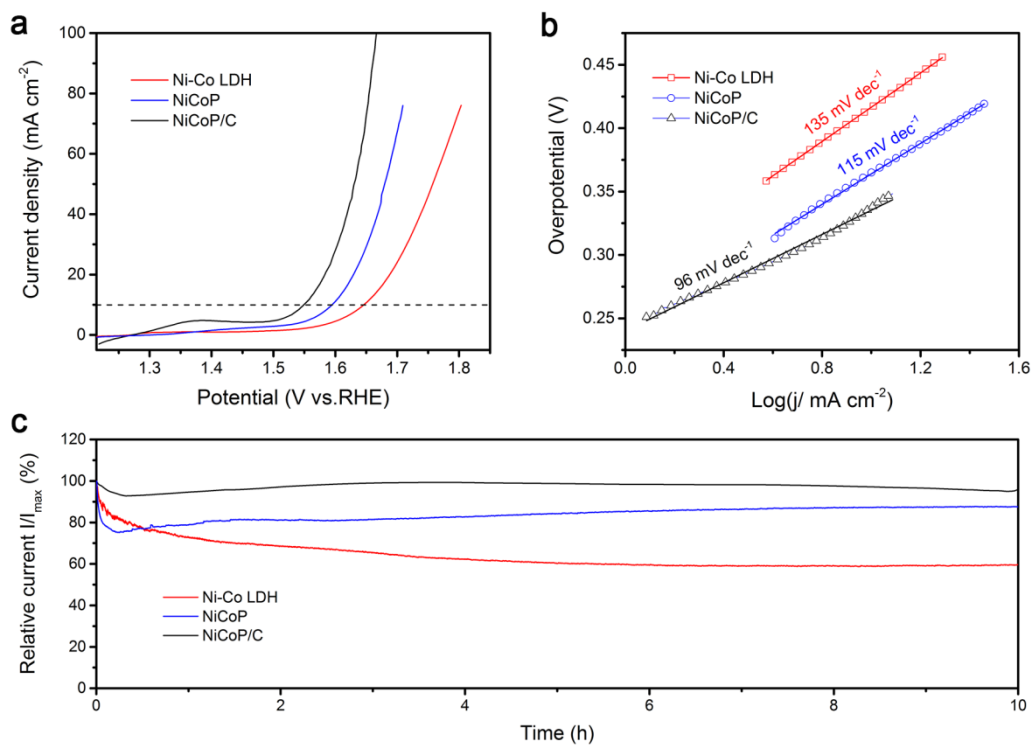 a
100
80
60
40
20
0
Current density (mA cm⁻²)
Ni-Co LDH
NiCoP
NiCoP/C
1.3 1.4 1.5 1.6 1.7 1.8
Potential (V vs.RHE)
b
0.45
0.40
0.35
0.30
0.25
Overpotential (V)
Ni-Co LDH
NiCoP
NiCoP/C
135 mV dec⁻¹
115 mV dec⁻¹
96 mV dec⁻¹
0.0 0.4 0.8 1.2 1.6
Log(j/ mA cm⁻²)
c
120
100
80
60
40
20
0
Relative current I/Iₘₐₓ (%)
Ni-Co LDH
NiCoP
NiCoP/C
0 2 4 6 8 10
Time (h)